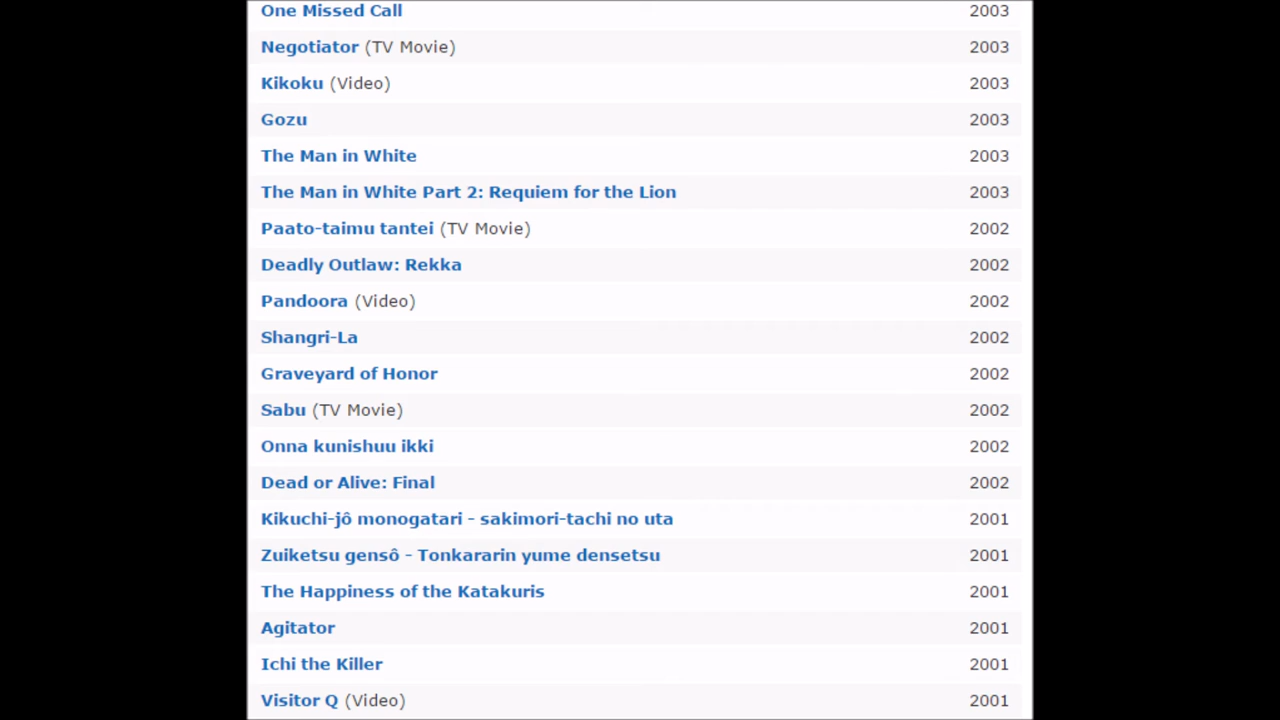 One Missed Call 2003
Negotiator (TV Movie) 2003
Kikoku (Video) 2003
Gozu 2003
The Man in White 2003
The Man in White Part 2: Requiem for the Lion 2003
Paato-taimu tantei (TV Movie) 2002
Deadly Outlaw: Rekka 2002
Pandoora (Video) 2002
Shangri-La 2002
Graveyard of Honor 2002
Sabu (TV Movie) 2002
Onna kunishuu ikki 2002
Dead or Alive: Final 2002
Kikuchi-jô monogatari - sakimori-tachi no uta 2001
Zuiketsu gensô - Tonkararin yume densetsu 2001
The Happiness of the Katakuris 2001
Agitator 2001
Ichi the Killer 2001
Visitor Q (Video) 2001